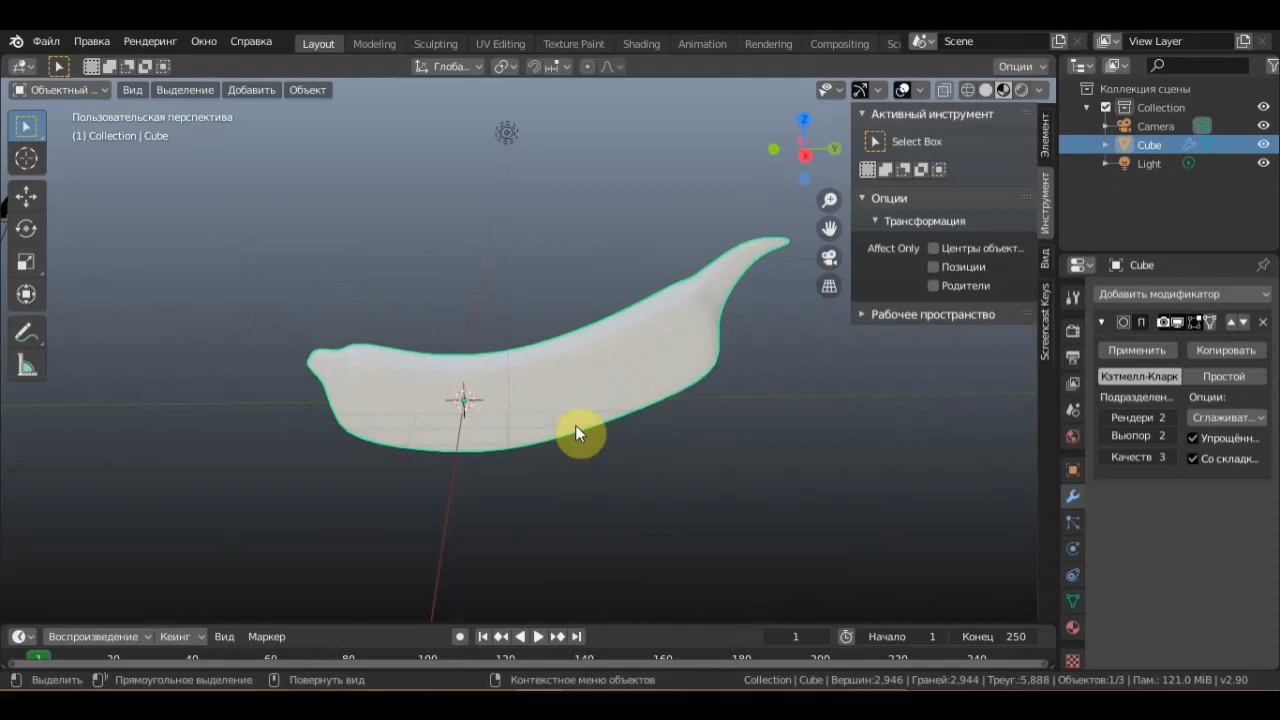 Файл Правка Рендеринг Окно Справка Layout Modeling Sculpting UV Editing Texture Paint Shading Animation Rendering Compositing Sc Scene View Layer
Глоба... Опции
Объектный ... Вид Выделение Добавить Объект
Пользовательская перспектива
(1) Collection | Cube
Z
Y
X
Активный инструмент
Select Box
Опции
Трансформация
Affect Only Центры объект...
Позиции
Родители
Рабочее пространство
Элемент
Инструмент
Вид
Screencast Keys
Коллекция сцены
Collection
Camera
Cube
Light
Cube
Добавить модификатор
П
Применить Копировать
Кэтмелл-Кларк Простой
Подразделен... Опции:
Рендери 2 Сглаживат...
Вьюпор 2 Упрощённ...
Качеств 3 Со складк...
Воспроизведение Кеинг Вид Маркер 1 Начало 1 Конец 250
1 20 40 60 80 100 120 140 160 180 200 220 240
Выделить Прямоугольное выделение Повернуть вид Контекстное меню объектов Collection | Cube | Вершин:2,946 | Граней:2,944 | Треуг.:5,888 | Объектов:1/3 | Пам.: 121.0 MiB | v2.90